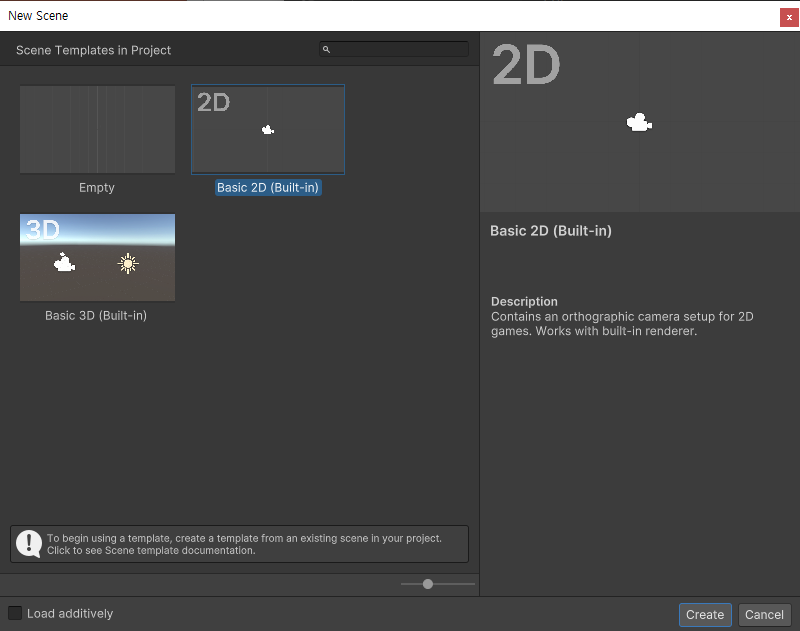 New Scene
x
Scene Templates in Project
2D
Empty
Basic 2D (Built-in)
3D
Basic 3D (Built-in)
To begin using a template, create a template from an existing scene in your project.
Click to see Scene template documentation.
2D
Basic 2D (Built-in)
Description
Contains an orthographic camera setup for 2D
games. Works with built-in renderer.
Load additively
Create
Cancel